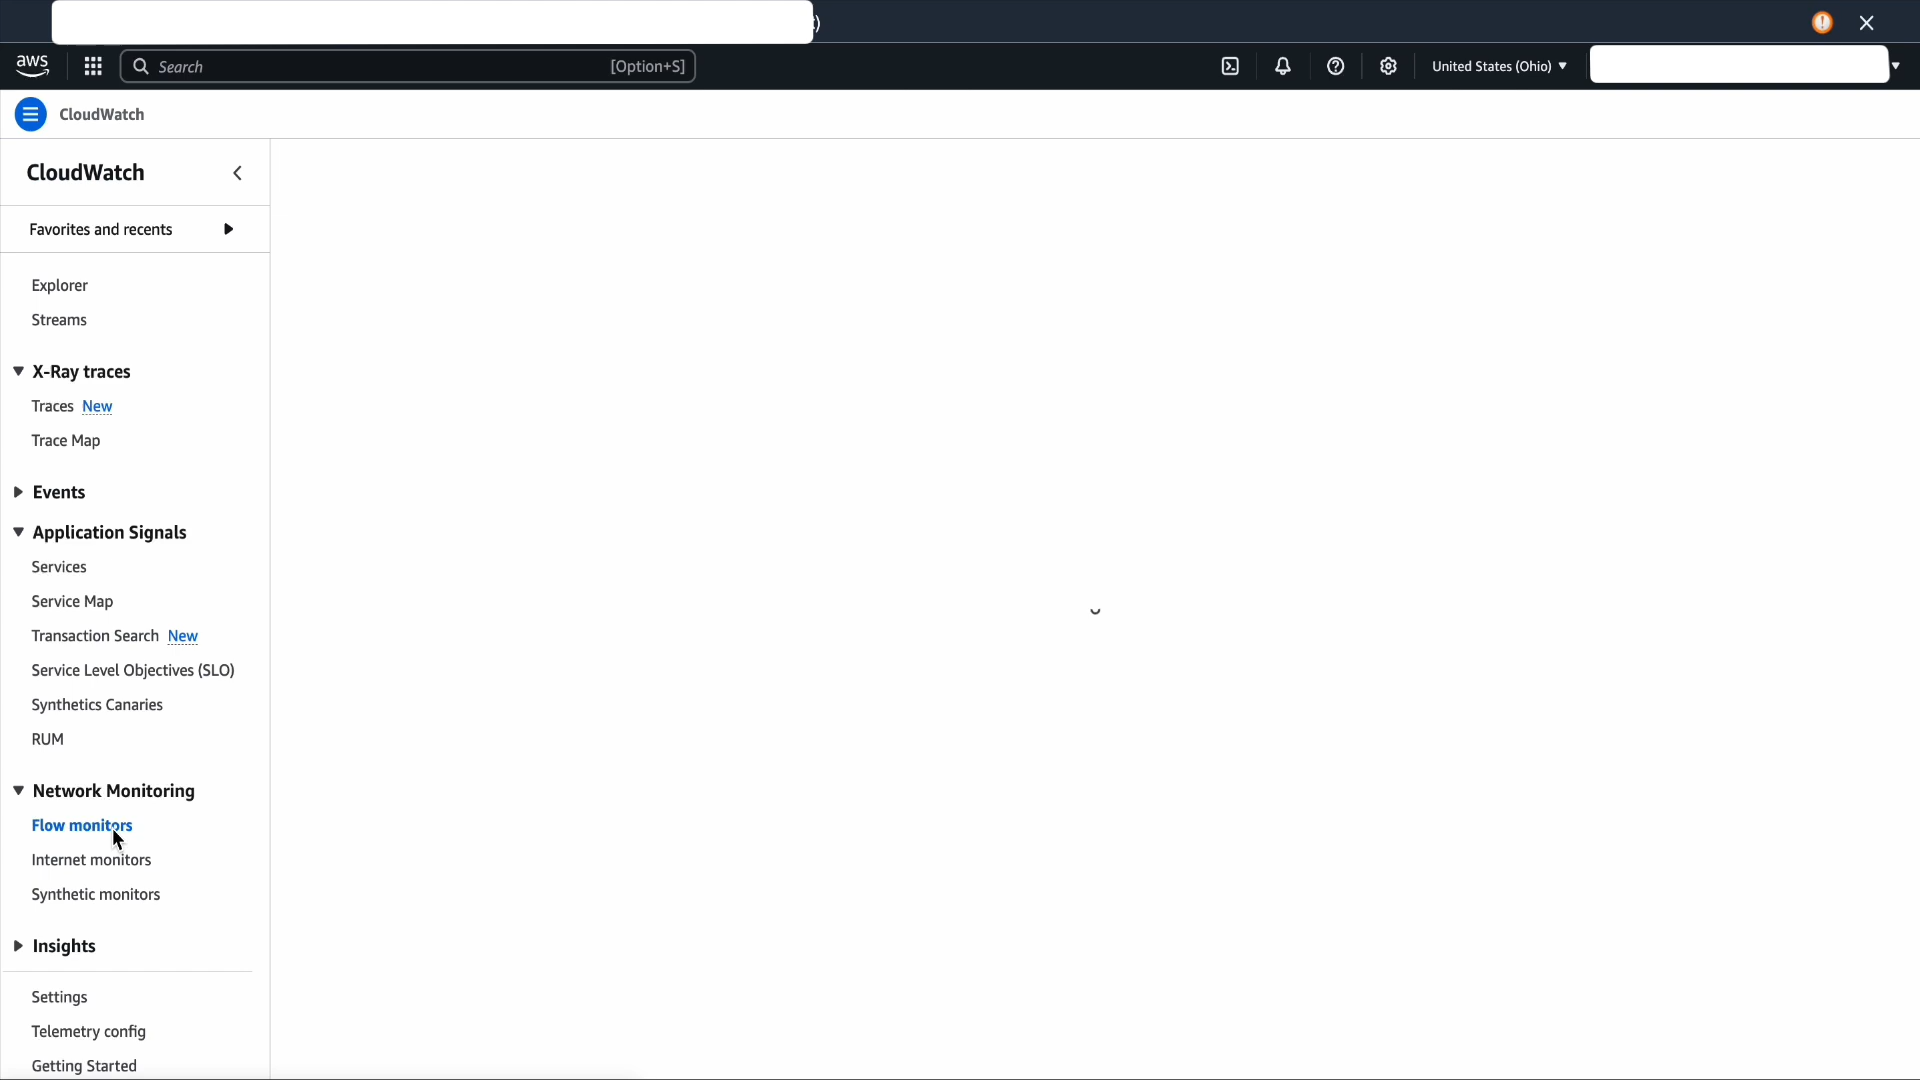 )
aws
Search [Option+S]
United States (Ohio)
CloudWatch
CloudWatch
Favorites and recents
Explorer
Streams
X-Ray traces
Traces New
Trace Map
Events
Application Signals
Services
Service Map
Transaction Search New
Service Level Objectives (SLO)
Synthetics Canaries
RUM
Network Monitoring
Flow monitors
Internet monitors
Synthetic monitors
Insights
Settings
Telemetry config
Getting Started